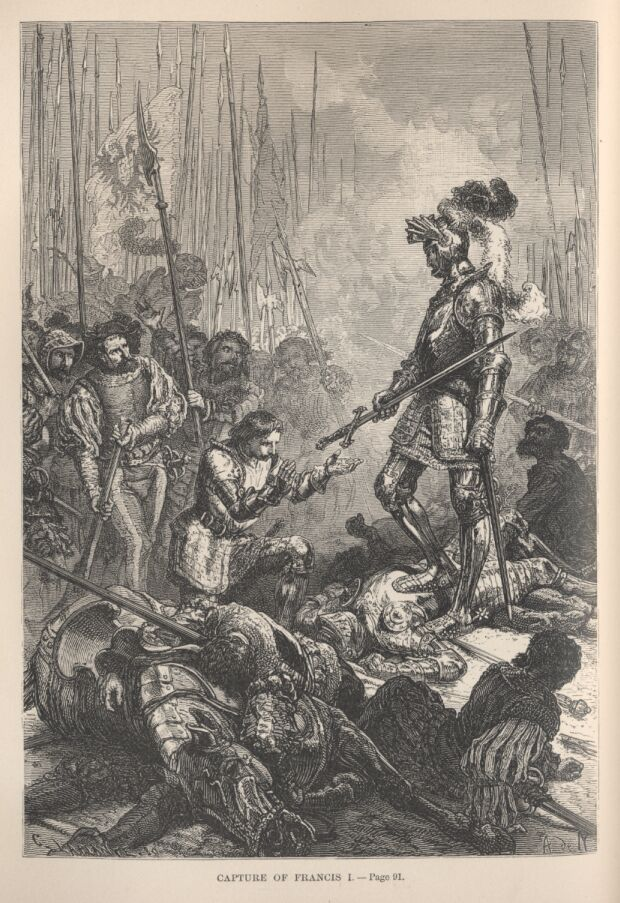 CAPTURE OF FRANCIS I. — Page 91.